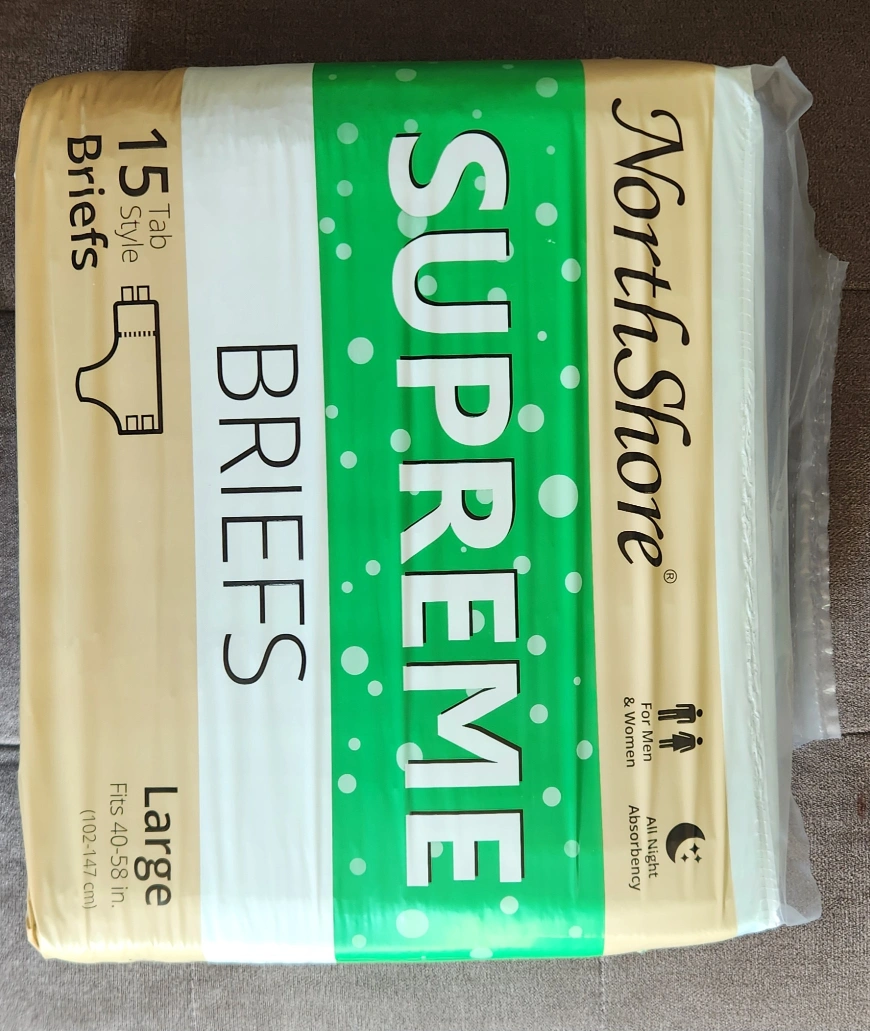 NorthShore®
For Men
& Women
All Night
Absorbency
SUPREME
BRIEFS
15 Tab
Style
Briefs
Large
Fits 40-58 in.
(102-147 cm)